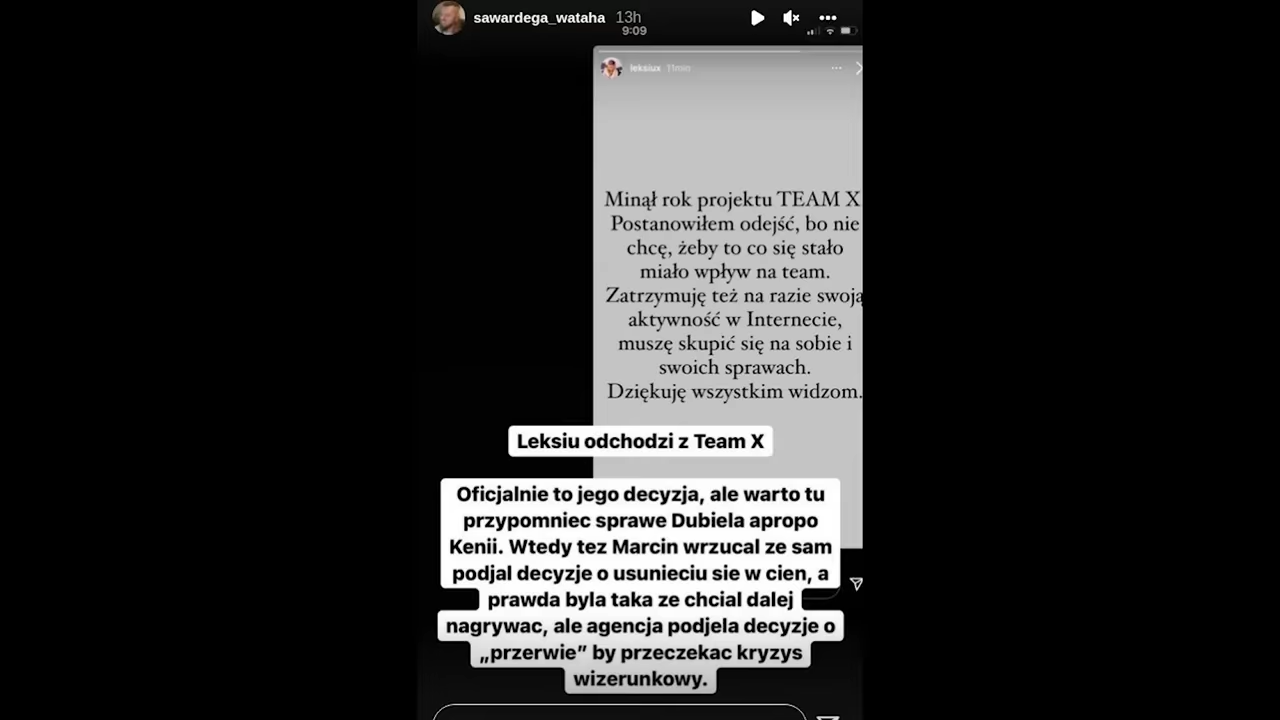 sawardega_wataha 13h
9:09
leksiux 11min
Minął rok projektu TEAM X
Postanowiłem odejść, bo nie
chcę, żeby to co się stało
miało wpływ na team.
Zatrzymuję też na razie swoją
aktywność w Internecie,
muszę skupić się na sobie i
swoich sprawach.
Dziękuję wszystkim widzom.
Leksiu odchodzi z Team X
Oficjalnie to jego decyzja, ale warto tu
przypomniec sprawe Dubiela apropo
Kenii. Wtedy tez Marcin wrzucal ze sam
podjal decyzje o usunieciu sie w cien, a
prawda byla taka ze chcial dalej
nagrywac, ale agencja podjela decyzje o
„przerwie” by przeczekac kryzys
wizerunkowy.